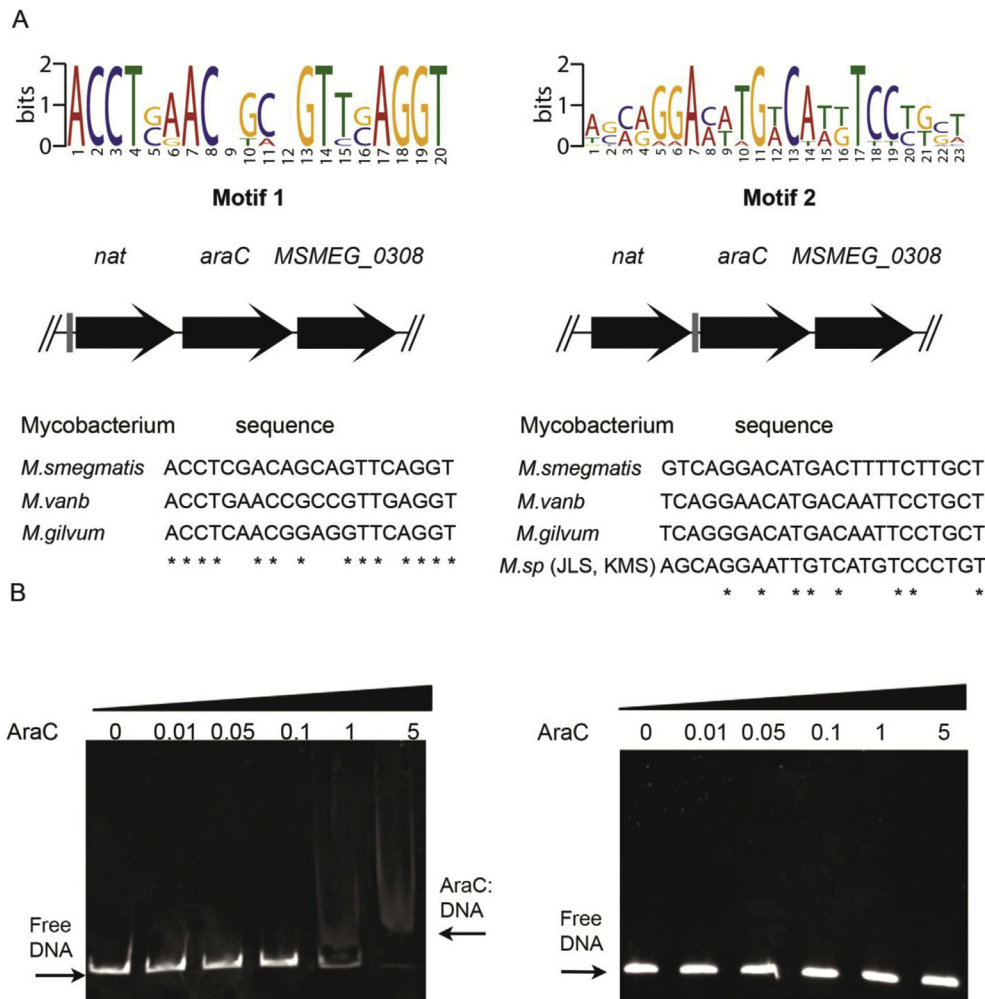 A
bits
2
1
0
ACCTGAAC GC GTTGAGGT
1 2 3 4 5 6 7 8 9 10 11 12 13 14 15 16 17 18 19 20
Motif 1
nat araC MSMEG_0308
Mycobacterium sequence
M.smegmatis ACCTCGACAGCAGTTCAGGT
M.vanb ACCTGAACCGCCGTTGAGGT
M.gilvum ACCTCAACGGAGGTTCAGGT
**** ** * *** ****
bits
2
1
0
AGCAGGACATGTCATTTCCTGCT
1 2 3 4 5 6 7 8 9 10 11 12 13 14 15 16 17 18 19 20 21 22 23
Motif 2
nat araC MSMEG_0308
Mycobacterium sequence
M.smegmatis GTCAGGACATGACTTTTCTTGCT
M.vanb TCAGGAACATGACAATTCCTGCT
M.gilvum TCAGGGACATGACAATTCCTGCT
M.sp (JLS, KMS) AGCAGGAATTGTCATGTCCCTGT
* * ** * ** *
B
AraC 0 0.01 0.05 0.1 1 5
Free
DNA
AraC:
DNA
AraC 0 0.01 0.05 0.1 1 5
Free
DNA